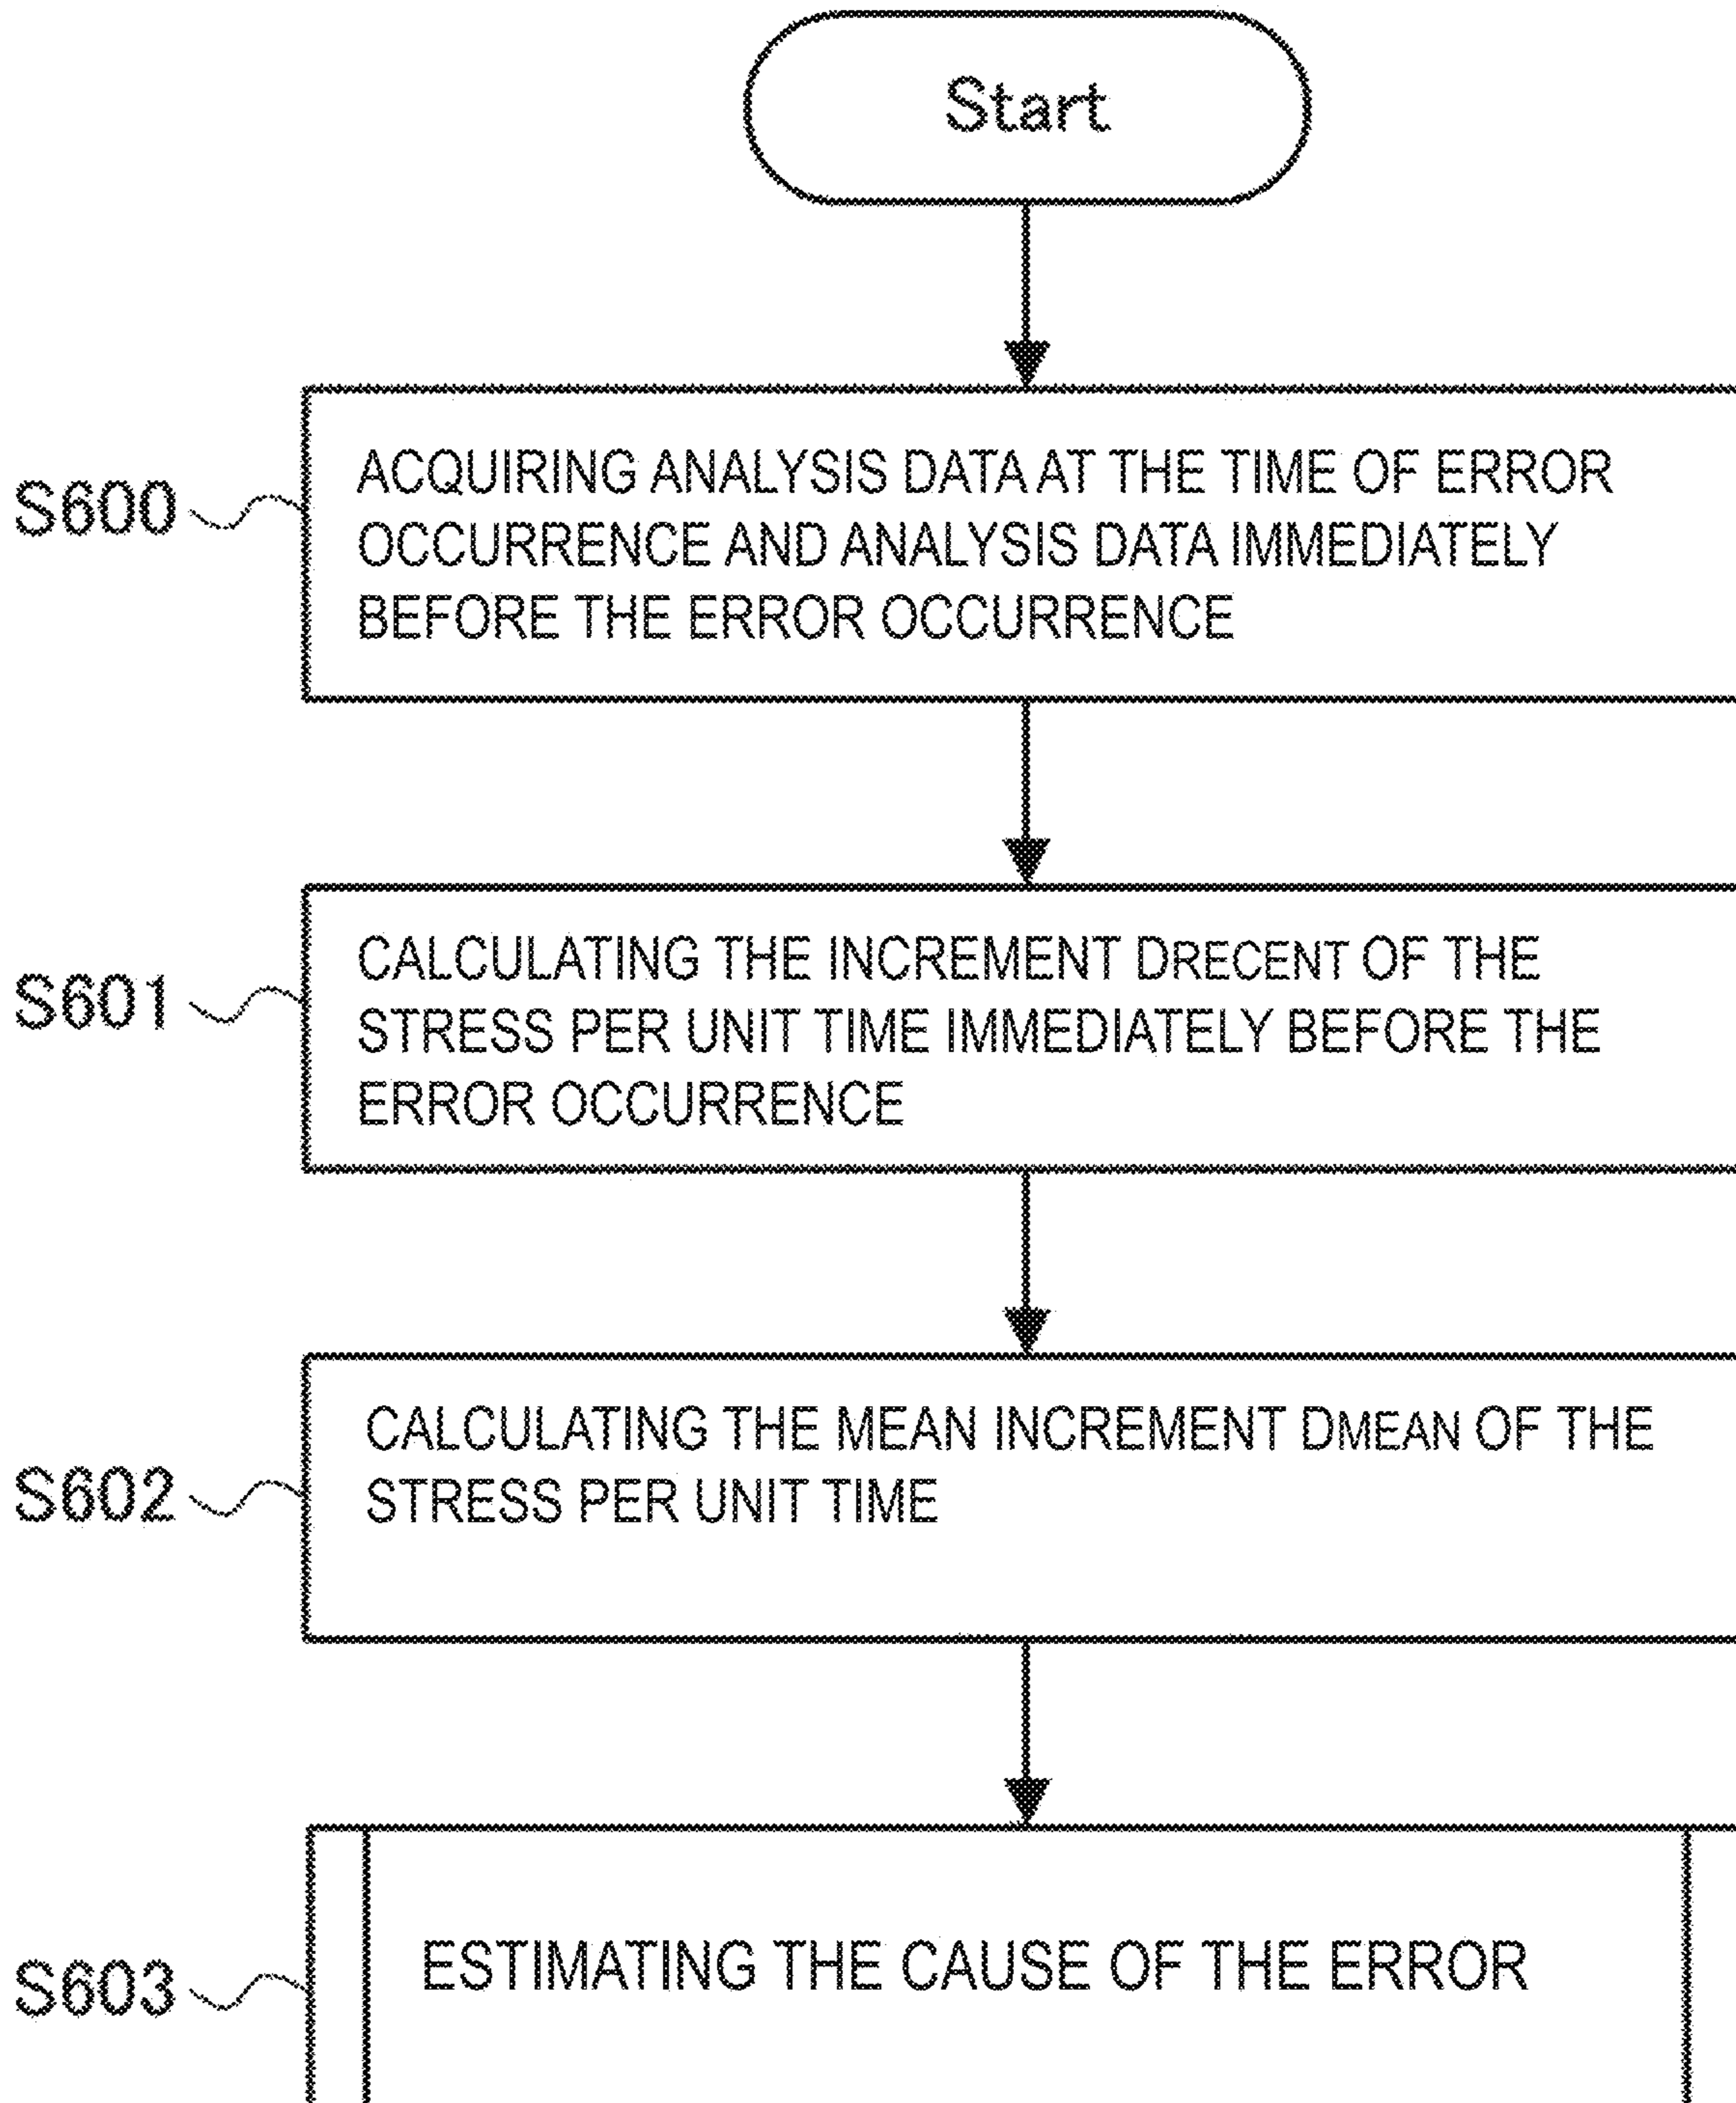 Start
S600
ACQUIRING ANALYSIS DATA AT THE TIME OF ERROR
OCCURRENCE AND ANALYSIS DATA IMMEDIATELY
BEFORE THE ERROR OCCURRENCE
S601
CALCULATING THE INCREMENT DRECENT OF THE
STRESS PER UNIT TIME IMMEDIATELY BEFORE THE
ERROR OCCURRENCE
S602
CALCULATING THE MEAN INCREMENT DMEAN OF THE
STRESS PER UNIT TIME
S603
ESTIMATING THE CAUSE OF THE ERROR